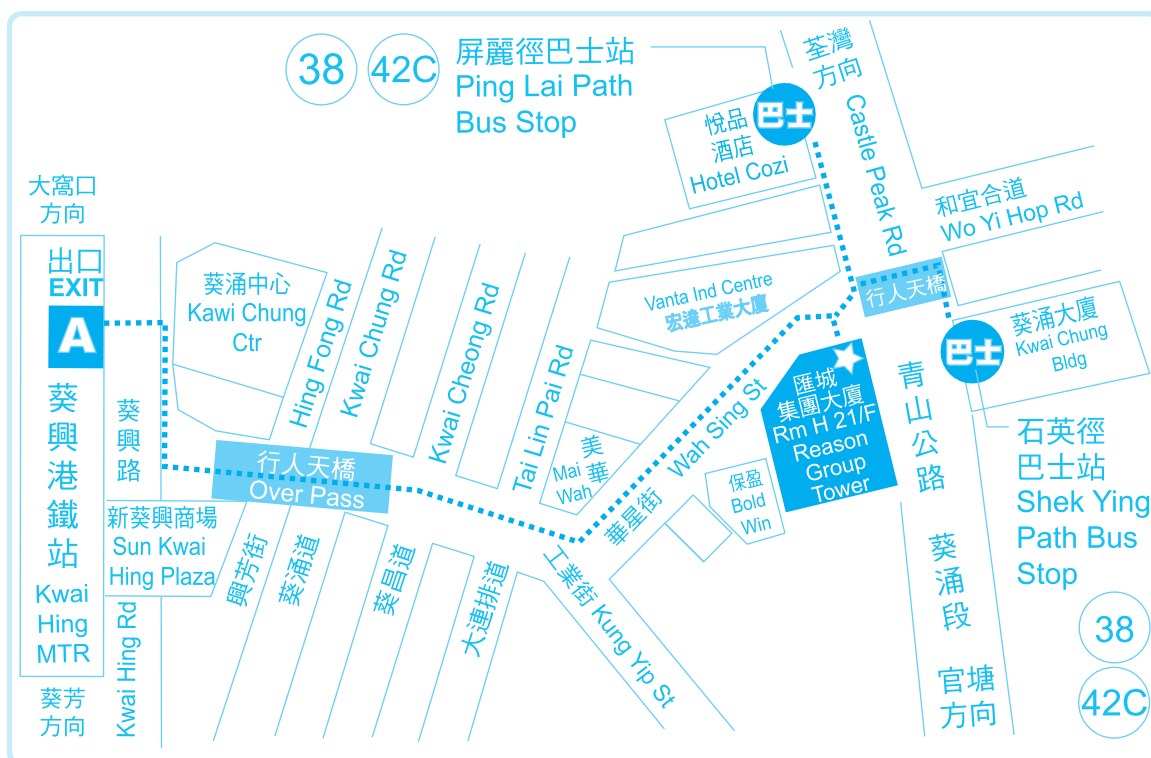 38
42C
屏麗徑巴士站
Ping Lai Path
Bus Stop
巴士
悅品
酒店
Hotel Cozi
荃灣
方向
Castle Peak Rd
和宜合道
Wo Yi Hop Rd
大窩口
方向
出口
EXIT
A
葵興港鐵站
Kwai
Hing
MTR
葵芳
方向
葵興路
Kwai Hing Rd
葵涌中心
Kawi Chung
Ctr
Hing Fong Rd
Kwai Chung Rd
Kwai Cheong Rd
Tai Lin Pai Rd
Vanta Ind Centre
宏達工業大廈
行人天橋
葵涌大廈
Kwai Chung
Bldg
巴士
行人天橋
Over Pass
美華
Mai
Wah
華星街 Wah Sing St
匯城
集團大廈
Rm H 21/F
Reason
Group
Tower
保盈
Bold
Win
青山公路
葵涌段
官塘
方向
石英徑
巴士站
Shek Ying
Path Bus
Stop
38
42C
新葵興商場
Sun Kwai
Hing Plaza
興芳街
葵涌道
葵昌道
大連排道
工業街 Kung Yip St